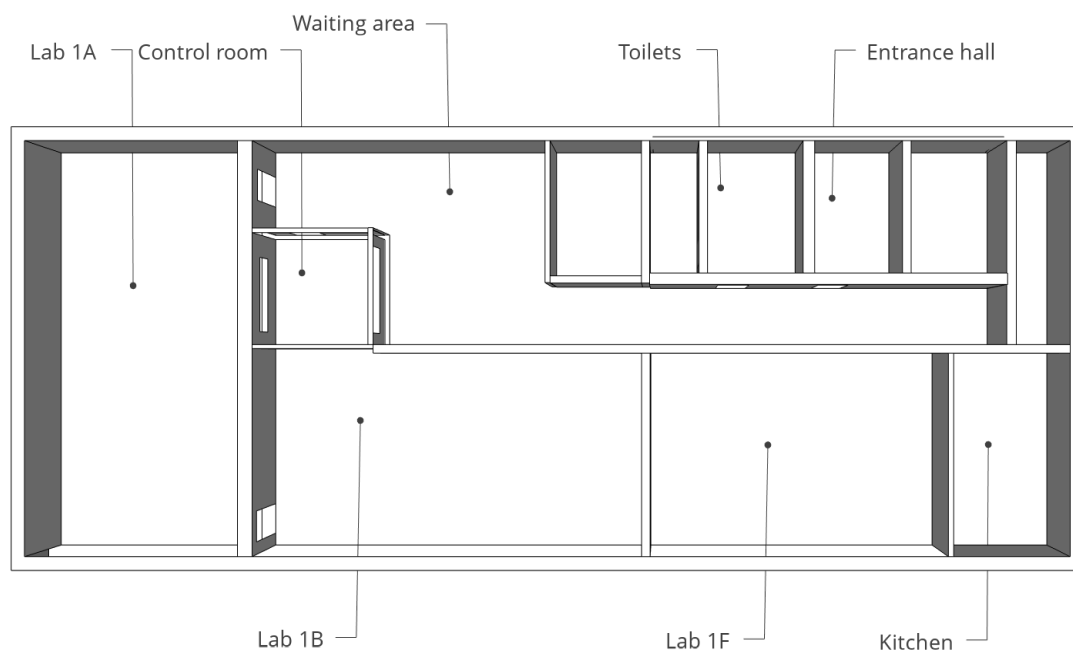 Waiting area
Lab 1A
Control room
Toilets
Entrance hall
Lab 1B
Lab 1F
Kitchen